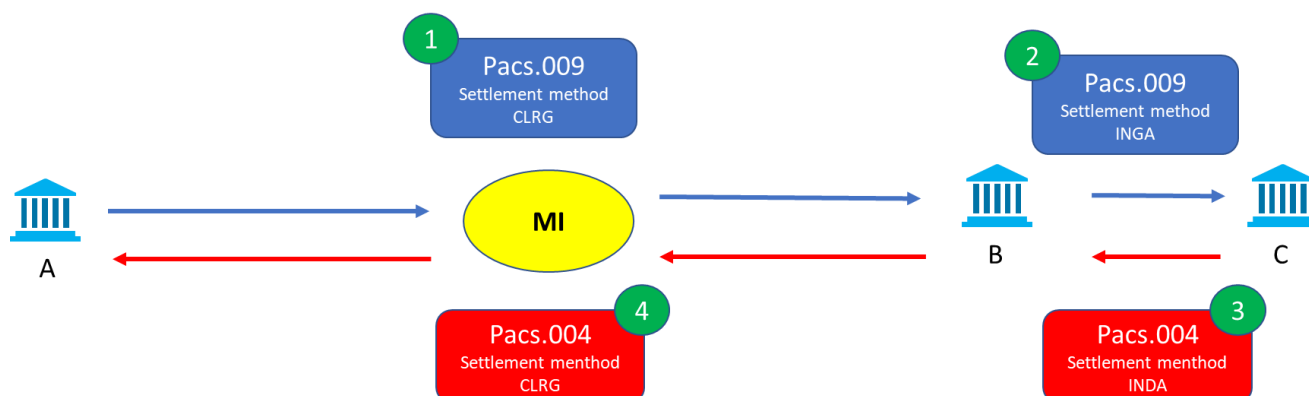 1
Pacs.009
Settlement method
CLRG
2
Pacs.009
Settlement method
INGA
MI
A
B
C
4
Pacs.004
Settlement menthod
CLRG
3
Pacs.004
Settlement menthod
INDA